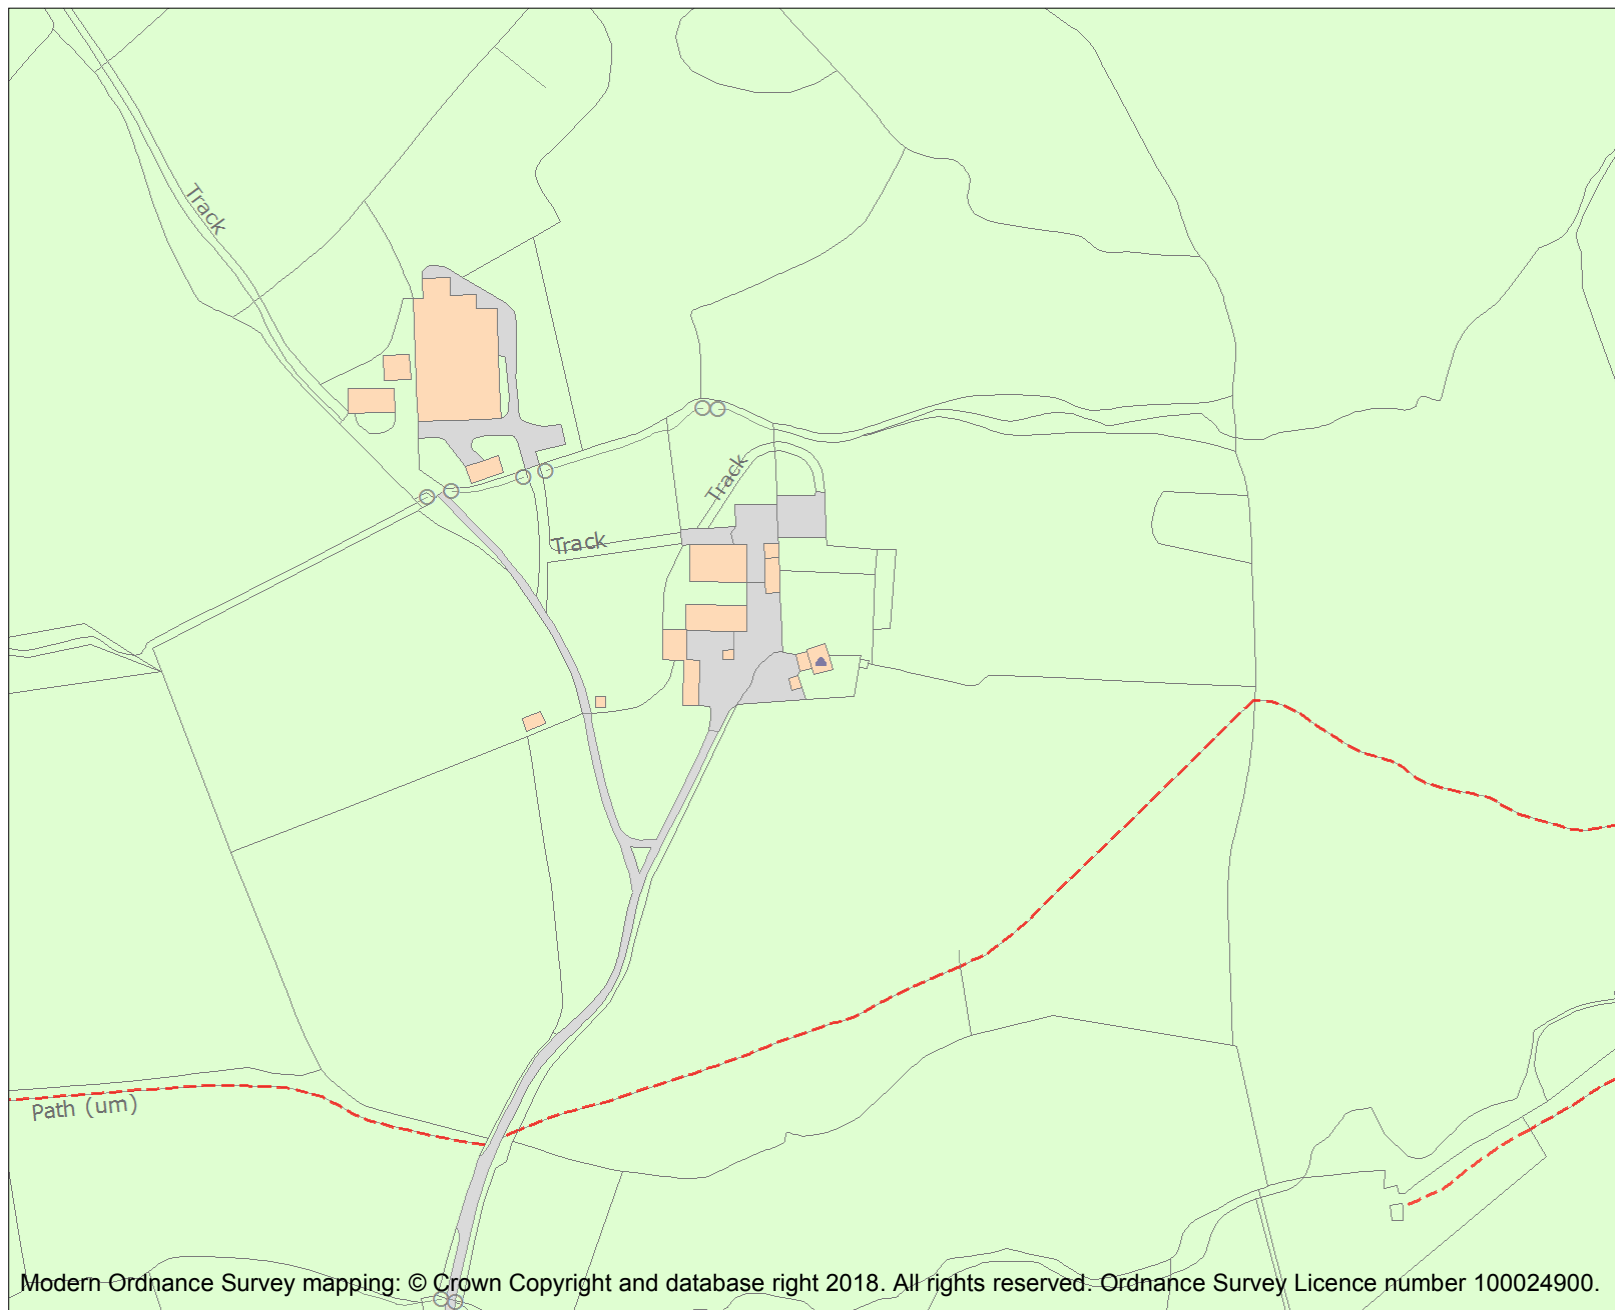 Track
Track
Track
Path (um)
Modern Ordnance Survey mapping: © Crown Copyright and database right 2018. All rights reserved. Ordnance Survey Licence number 100024900.